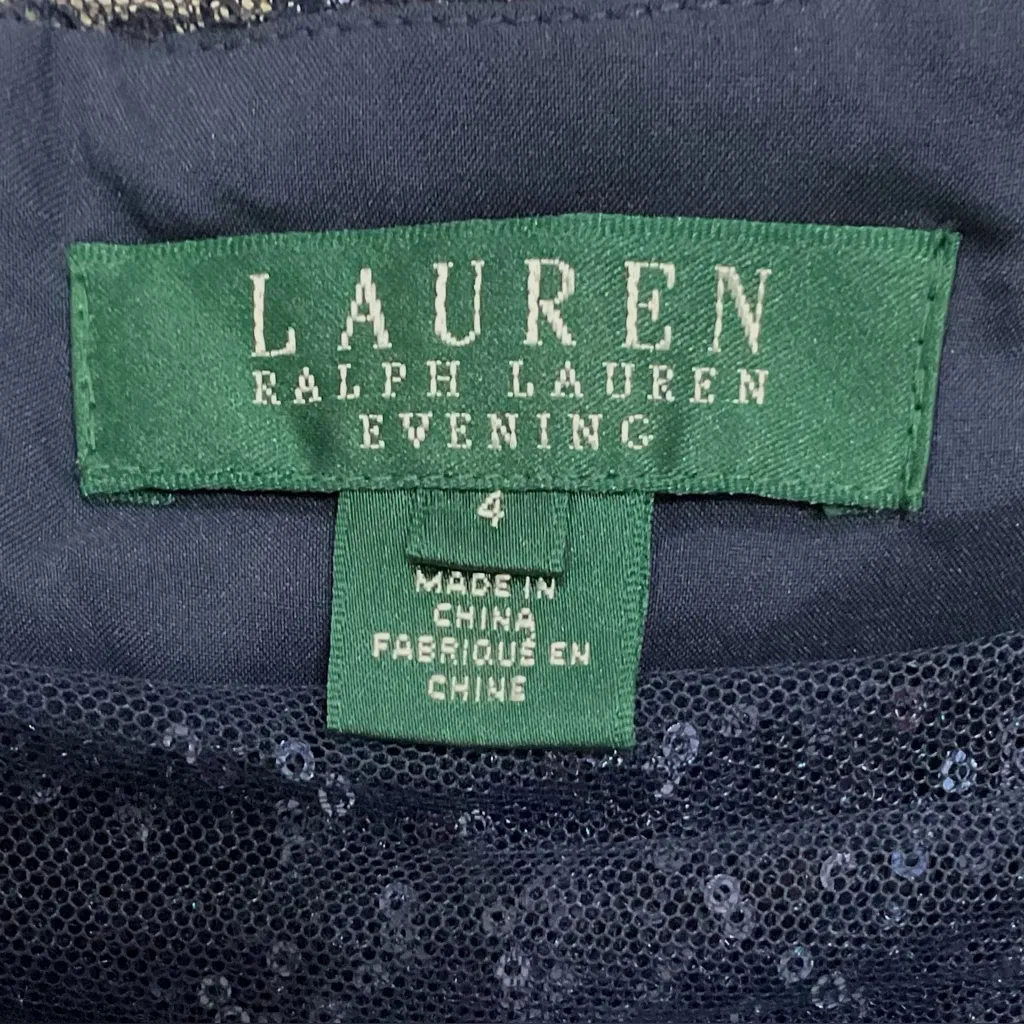 LAUREN
RALPH LAUREN
EVENING
4
MADE IN
CHINA
FABRIQUÉ EN
CHINE